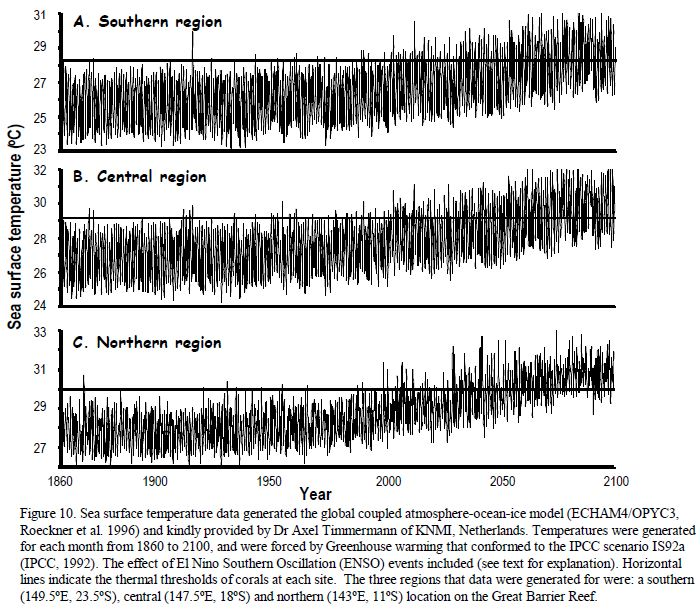 A. Southern region
31
29
27
25
23
B. Central region
32
30
28
26
24
C. Northern region
33
31
29
27
Sea surface temperature (ºC)
1860 1900 1950 2000 2050 2100
Year
Figure 10. Sea surface temperature data generated the global coupled atmosphere-ocean-ice model (ECHAM4/OPYC3,
Roeckner et al. 1996) and kindly provided by Dr Axel Timmermann of KNMI, Netherlands. Temperatures were generated
for each month from 1860 to 2100, and were forced by Greenhouse warming that conformed to the IPCC scenario IS92a
(IPCC, 1992). The effect of El Nino Southern Oscillation (ENSO) events included (see text for explanation). Horizontal
lines indicate the thermal thresholds of corals at each site. The three regions that data were generated for were: a southern
(149.5ºE, 23.5ºS), central (147.5ºE, 18ºS) and northern (143ºE, 11ºS) location on the Great Barrier Reef.